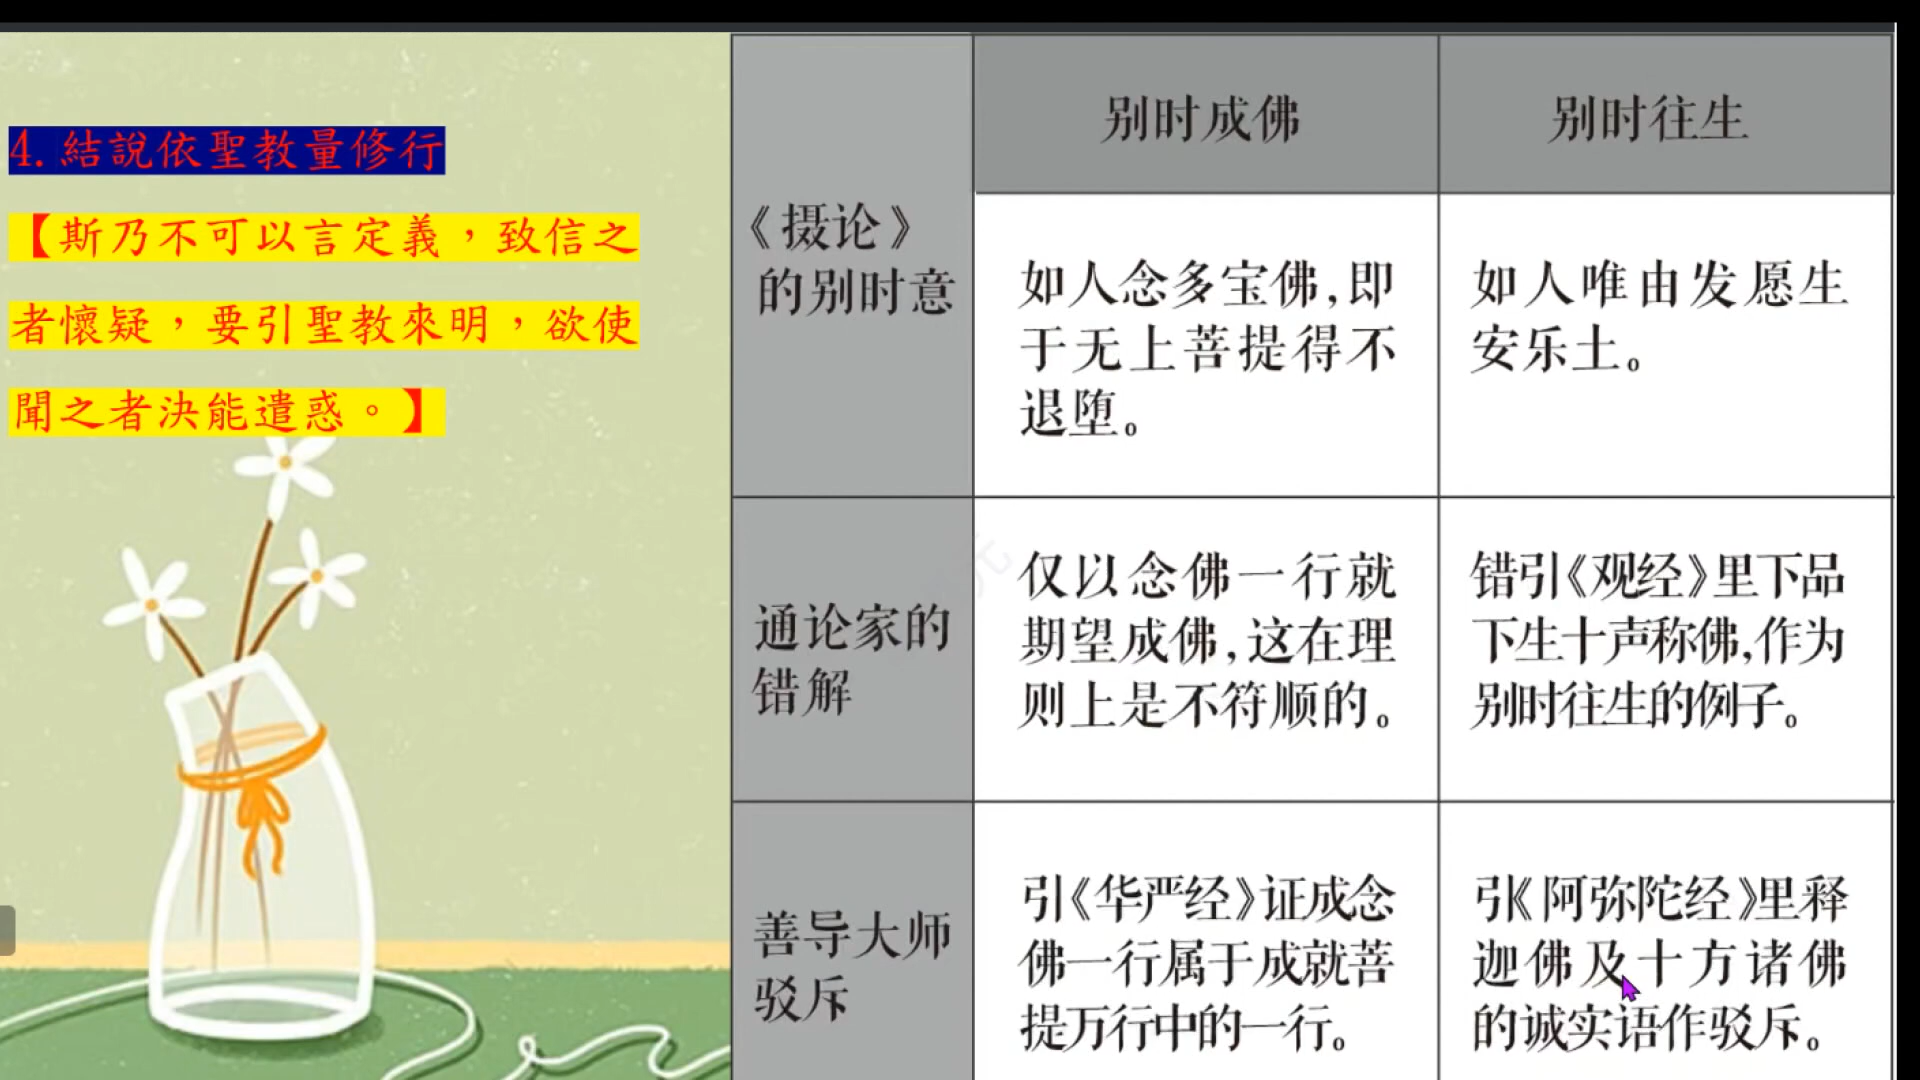 4.結說依聖教量修行
【斯乃不可以言定義，致信之
者懷疑，要引聖教來明，欲使
聞之者決能遣惑。】
别时成佛
别时往生
《摄论》
的别时意
如人念多宝佛,即
于无上菩提得不
退堕。
如人唯由发愿生
安乐土。
通论家的
错解
仅以念佛一行就
期望成佛,这在理
则上是不符顺的。
错引《观经》里下品
下生十声称佛,作为
别时往生的例子。
善导大师
驳斥
引《华严经》证成念
佛一行属于成就菩
提万行中的一行。
引《阿弥陀经》里释
迦佛及十方诸佛
的诚实语作驳斥。